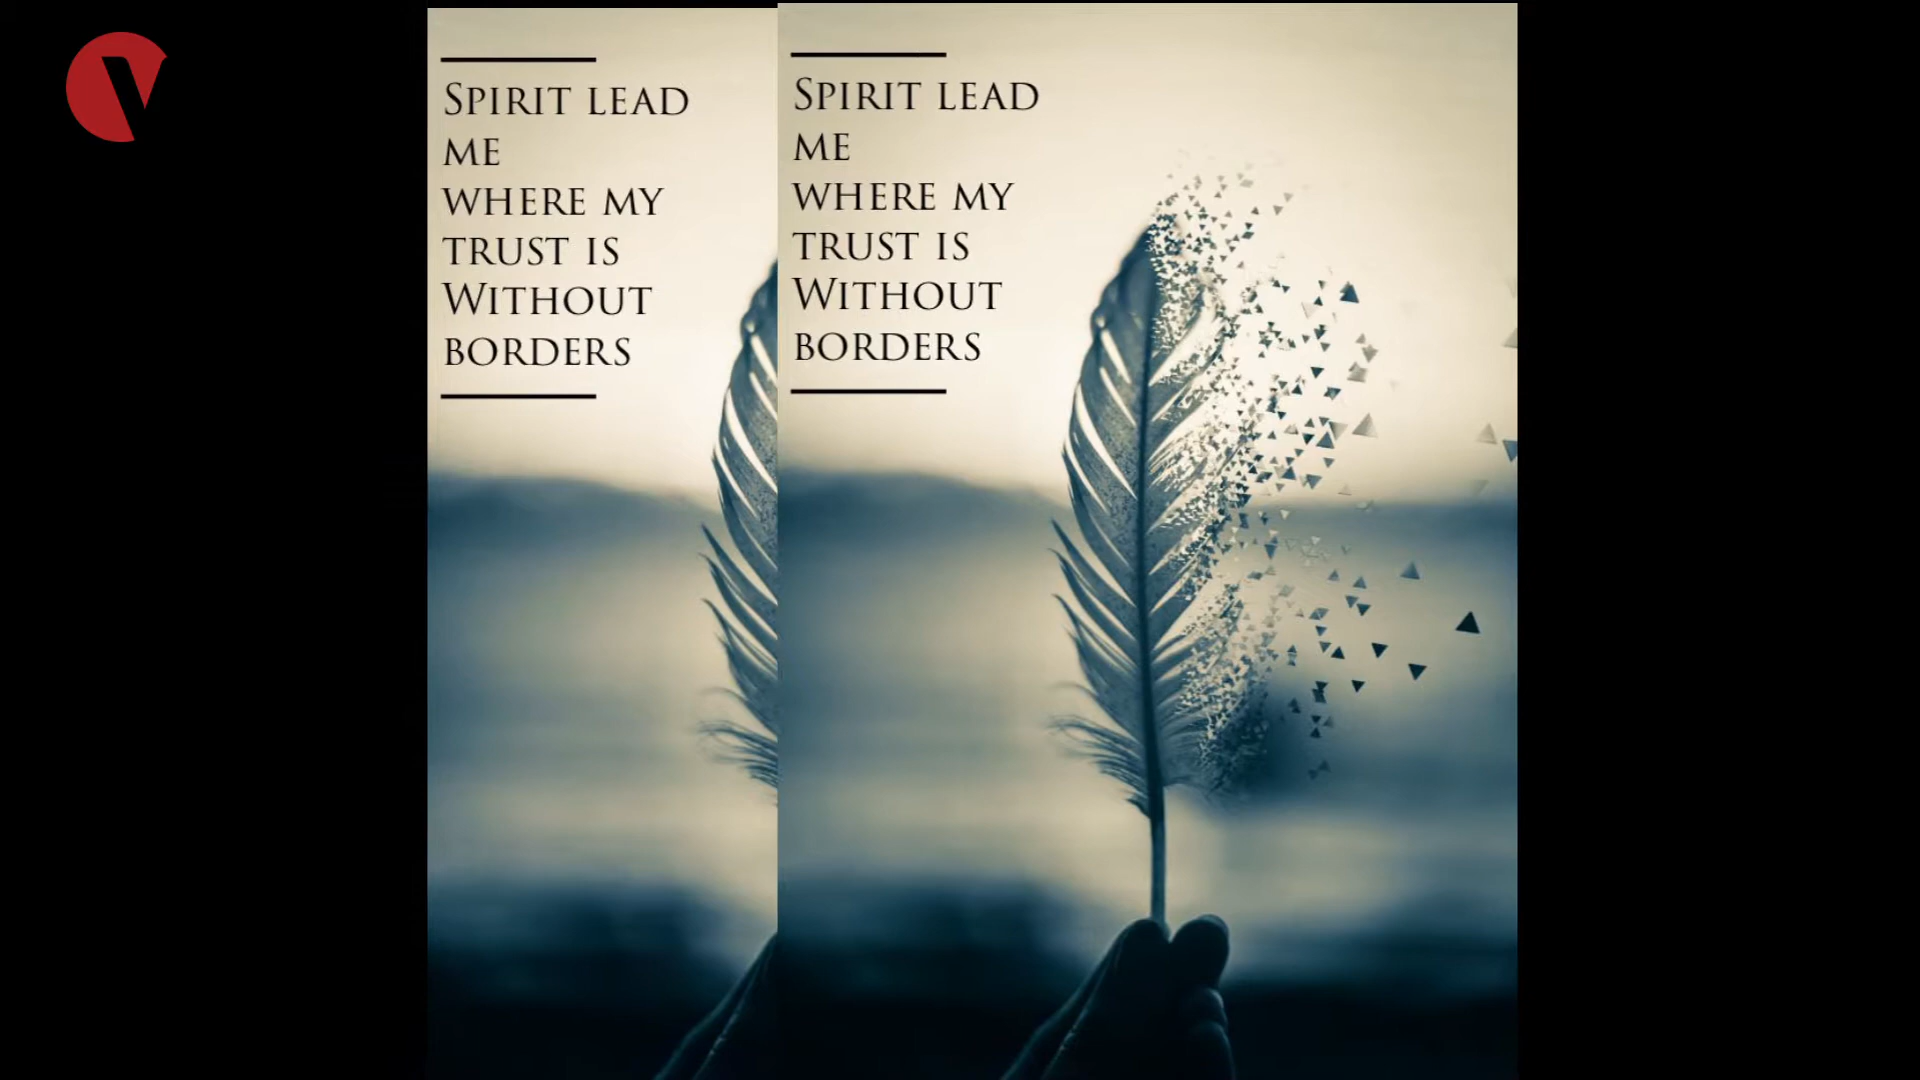 Spirit lead
me
where my
trust is
Without
borders
Spirit lead
me
where my
trust is
Without
borders